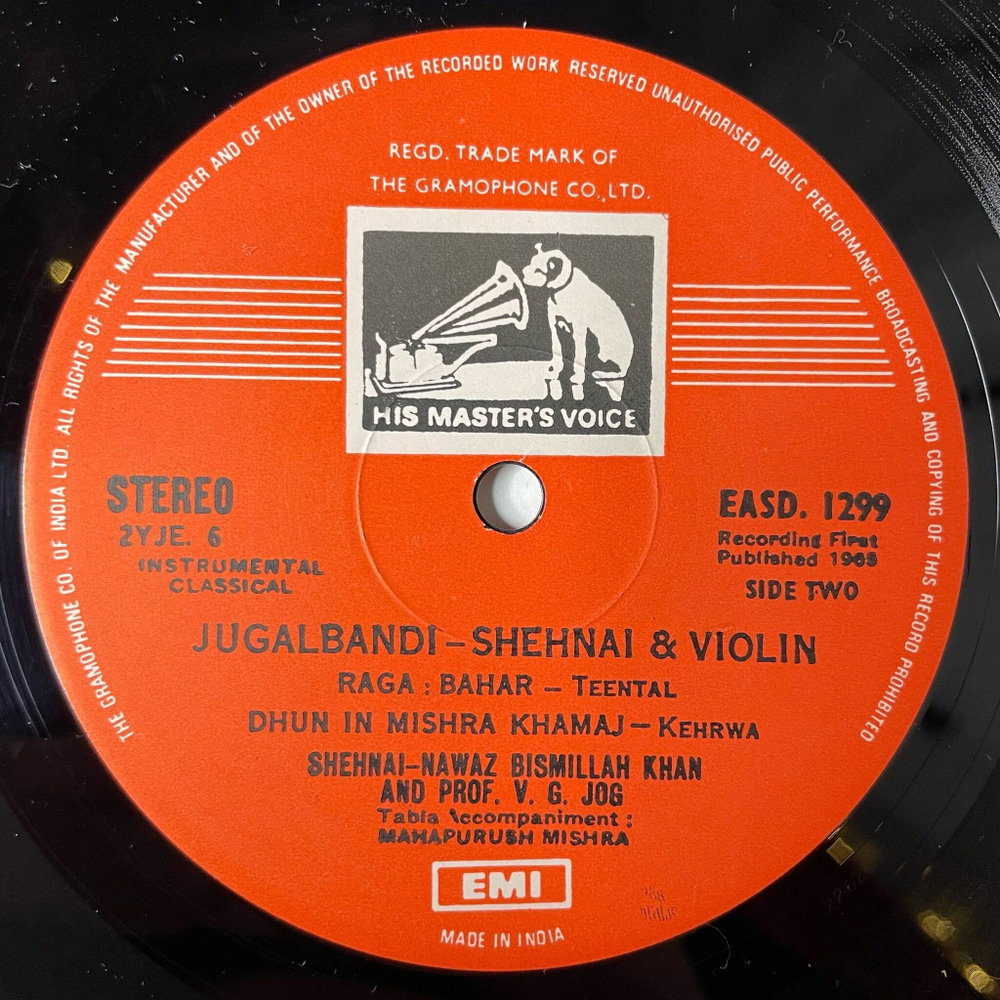 THE GRAMOPHONE CO. OF INDIA LTD. ALL RIGHTS OF THE MANUFACTURER AND OF THE OWNER OF THE RECORDED WORK RESERVED UNAUTHORISED PUBLIC PERFORMANCE BROADCASTING AND COPYING OF THIS RECORD PROHIBITED
REGD. TRADE MARK OF
THE GRAMOPHONE CO., LTD.
HIS MASTER'S VOICE
STEREO
2YJE. 6
INSTRUMENTAL
CLASSICAL
EASD. 1299
Recording First
Published 1965
SIDE TWO
JUGALBANDI – SHEHNAI & VIOLIN
RAGA : BAHAR – TEENTAL
DHUN IN MISHRA KHAMAJ – KEHRWA
SHEHNAI-NAWAZ BISMILLAH KHAN
AND PROF. V. G. JOG
Tabla Accompaniment :
MAHAPURUSH MISHRA
EMI
MADE IN INDIA